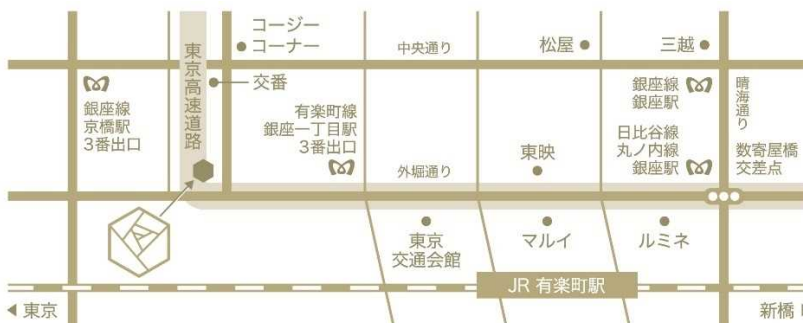 コージー
コーナー
中央通り
松屋
三越
東京高速道路
交番
銀座線
京橋駅
3番出口
有楽町線
銀座一丁目駅
3番出口
銀座線
銀座駅
晴海通り
日比谷線
丸ノ内線
銀座駅
数寄屋橋
交差点
外堀通り
東映
東京
交通会館
マルイ
ルミネ
JR 有楽町駅
東京
新橋